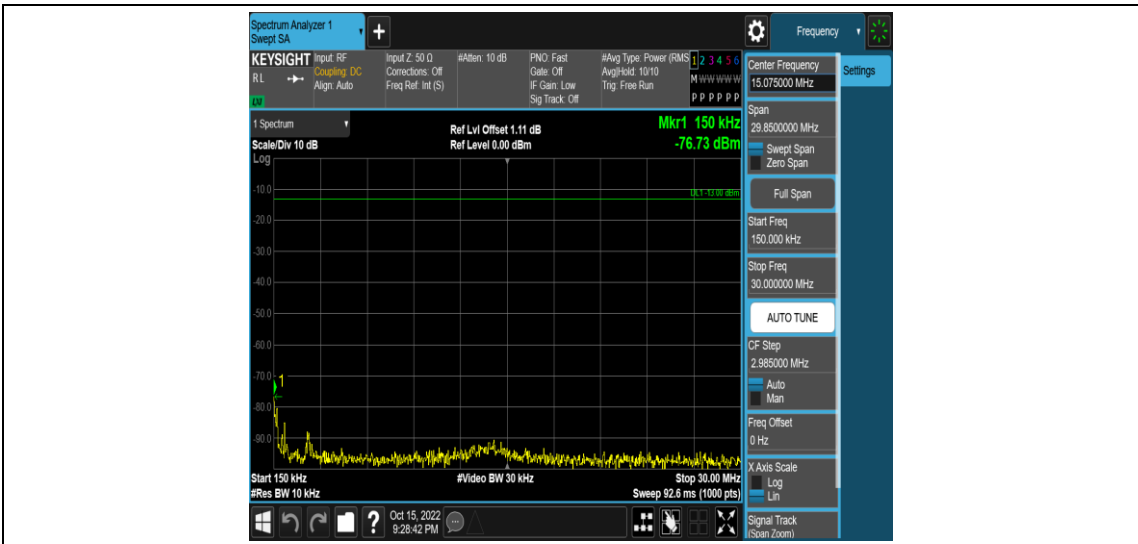 Spectrum Analyzer 1
Swept SA
+
Frequency
KEYSIGHT
RL
LXI
Input: RF
Coupling: DC
Align: Auto
Input Z: 50 Ω
Corrections: Off
Freq Ref: Int (S)
#Atten: 10 dB
PNO: Fast
Gate: Off
IF Gain: Low
Sig Track: Off
#Avg Type: Power (RMS
Avg|Hold: 10/10
Trig: Free Run
1 2 3 4 5 6
M W W W W W
P P P P P P
1 Spectrum
Scale/Div 10 dB
Ref Lvl Offset 1.11 dB
Ref Level 0.00 dBm
Mkr1 150 kHz
-76.73 dBm
Log
DL1 -13.00 dBm
-10.0
-20.0
-30.0
-40.0
-50.0
-60.0
-70.0
1
-80.0
-90.0
Start 150 kHz
#Video BW 30 kHz
Stop 30.00 MHz
#Res BW 10 kHz
Sweep 92.6 ms (1000 pts)
?
Oct 15, 2022
9:28:42 PM
Center Frequency
15.075000 MHz
Settings
Span
29.8500000 MHz
Swept Span
Zero Span
Full Span
Start Freq
150.000 kHz
Stop Freq
30.000000 MHz
AUTO TUNE
CF Step
2.985000 MHz
Auto
Man
Freq Offset
0 Hz
X Axis Scale
Log
Lin
Signal Track
(Span Zoom)